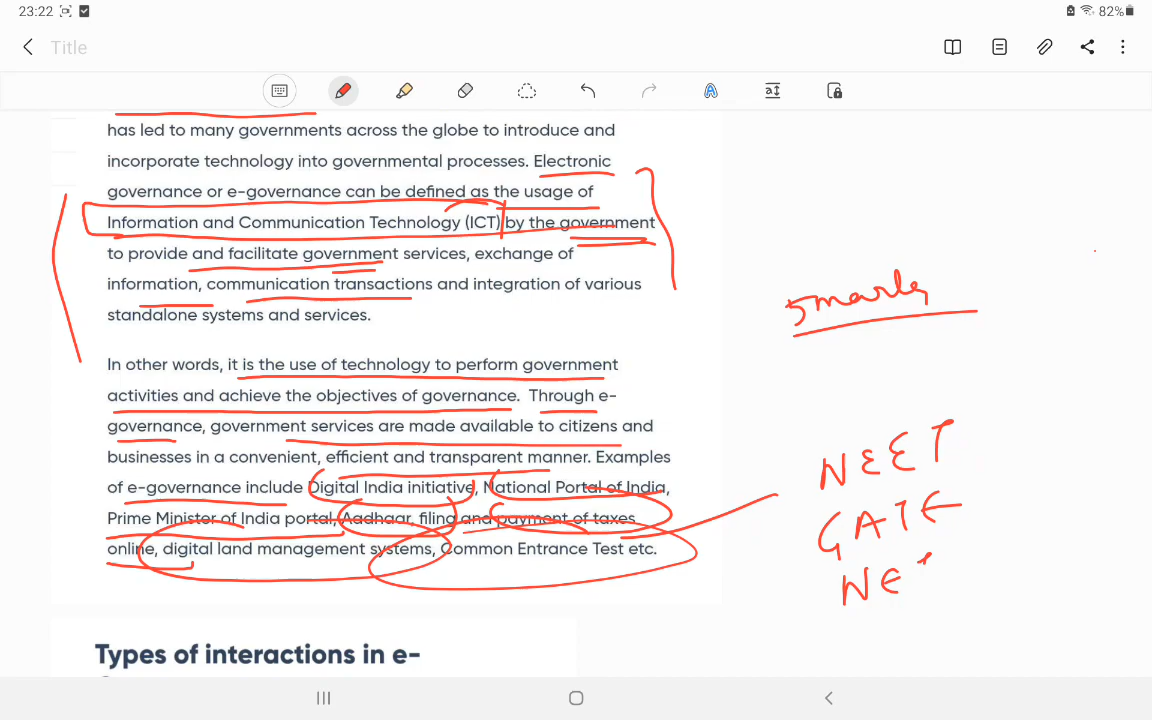 23:22 82%
Title
has led to many governments across the globe to introduce and
incorporate technology into governmental processes. Electronic
governance or e-governance can be defined as the usage of
Information and Communication Technology (ICT) by the government
to provide and facilitate government services, exchange of
information, communication transactions and integration of various
standalone systems and services.
In other words, it is the use of technology to perform government
activities and achieve the objectives of governance. Through e-
governance, government services are made available to citizens and
businesses in a convenient, efficient and transparent manner. Examples
of e-governance include Digital India initiative, National Portal of India,
Prime Minister of India portal, Aadhaar, filing and payment of taxes
online, digital land management systems, Common Entrance Test etc.
NEET
GATE
NE
Types of interactions in e-